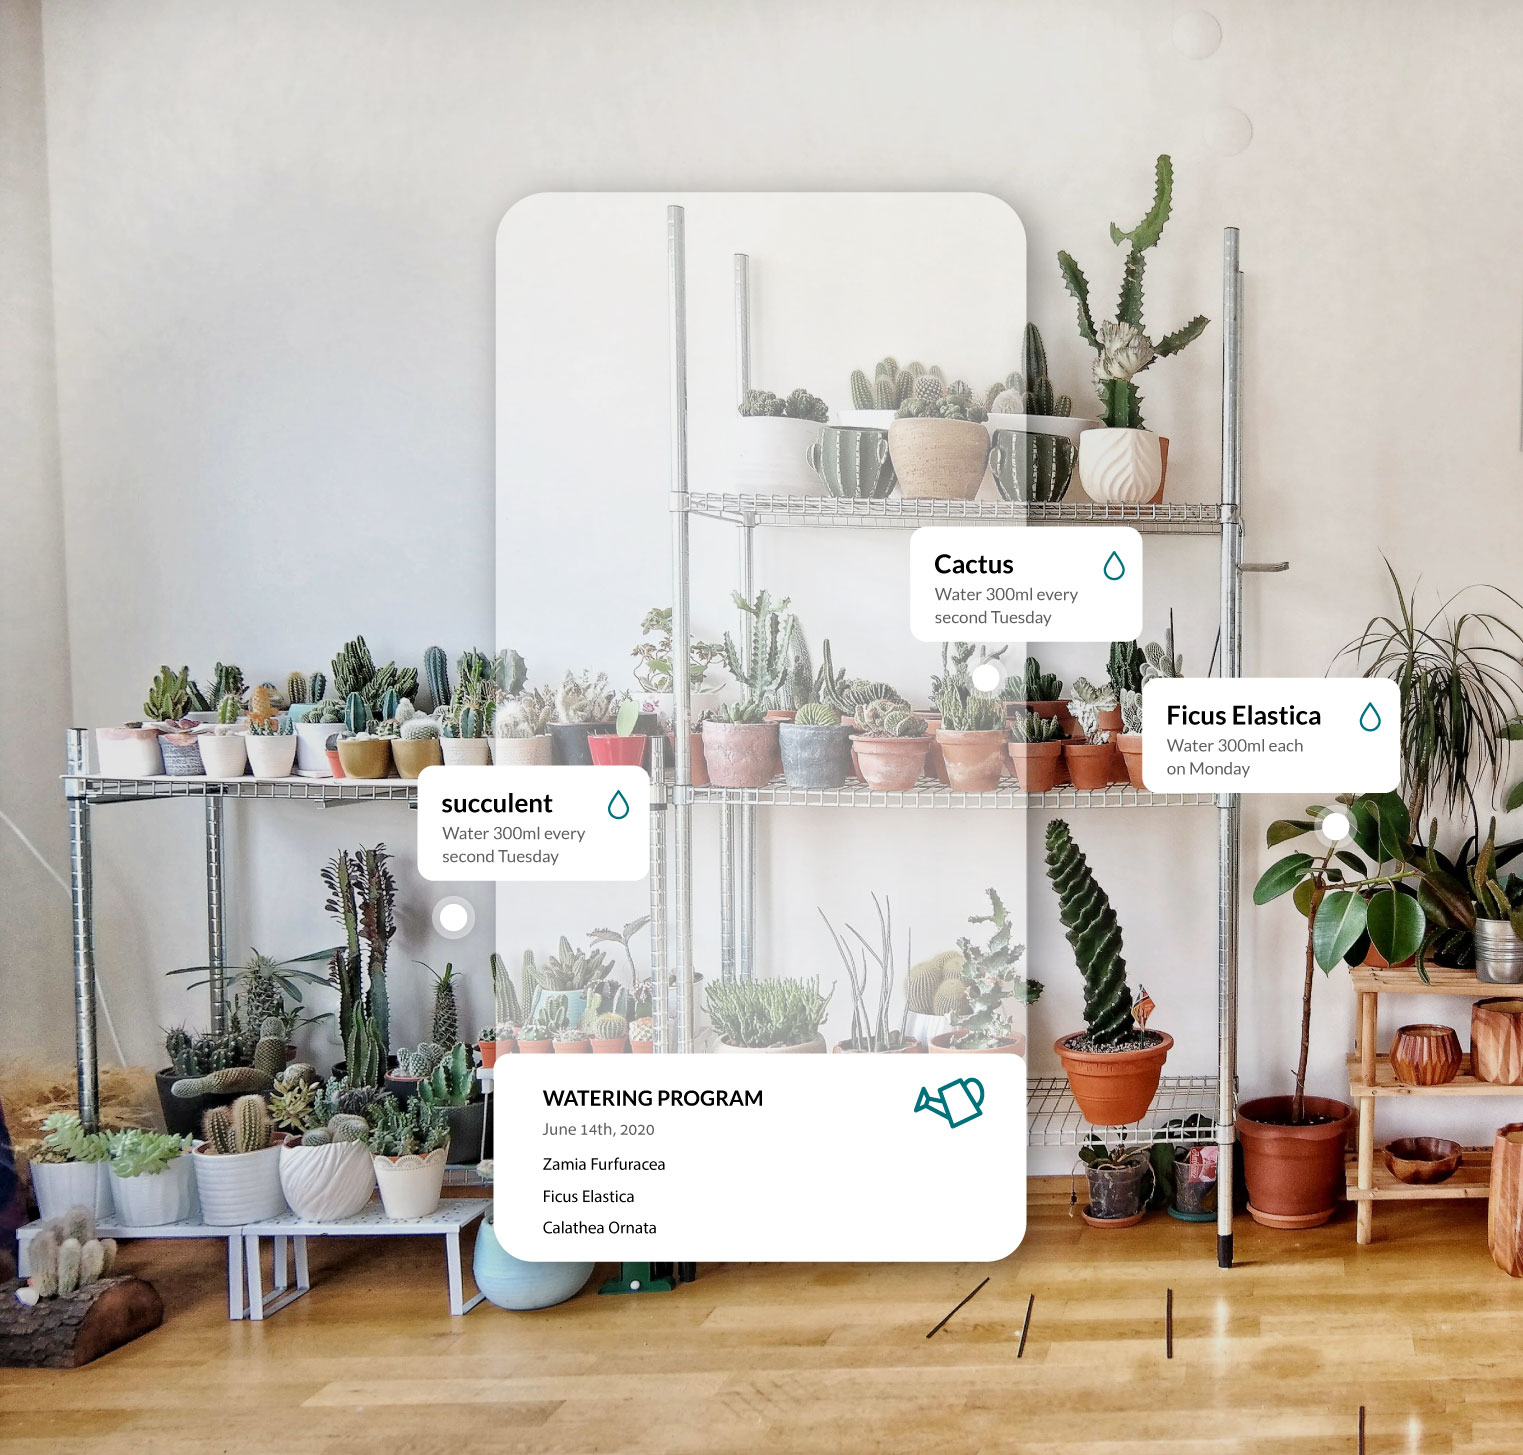 Cactus
Water 300ml every
second Tuesday
Ficus Elastica
Water 300ml each
on Monday
succulent
Water 300ml every
second Tuesday
WATERING PROGRAM
June 14th, 2020
Zamia Furfuracea
Ficus Elastica
Calathea Ornata